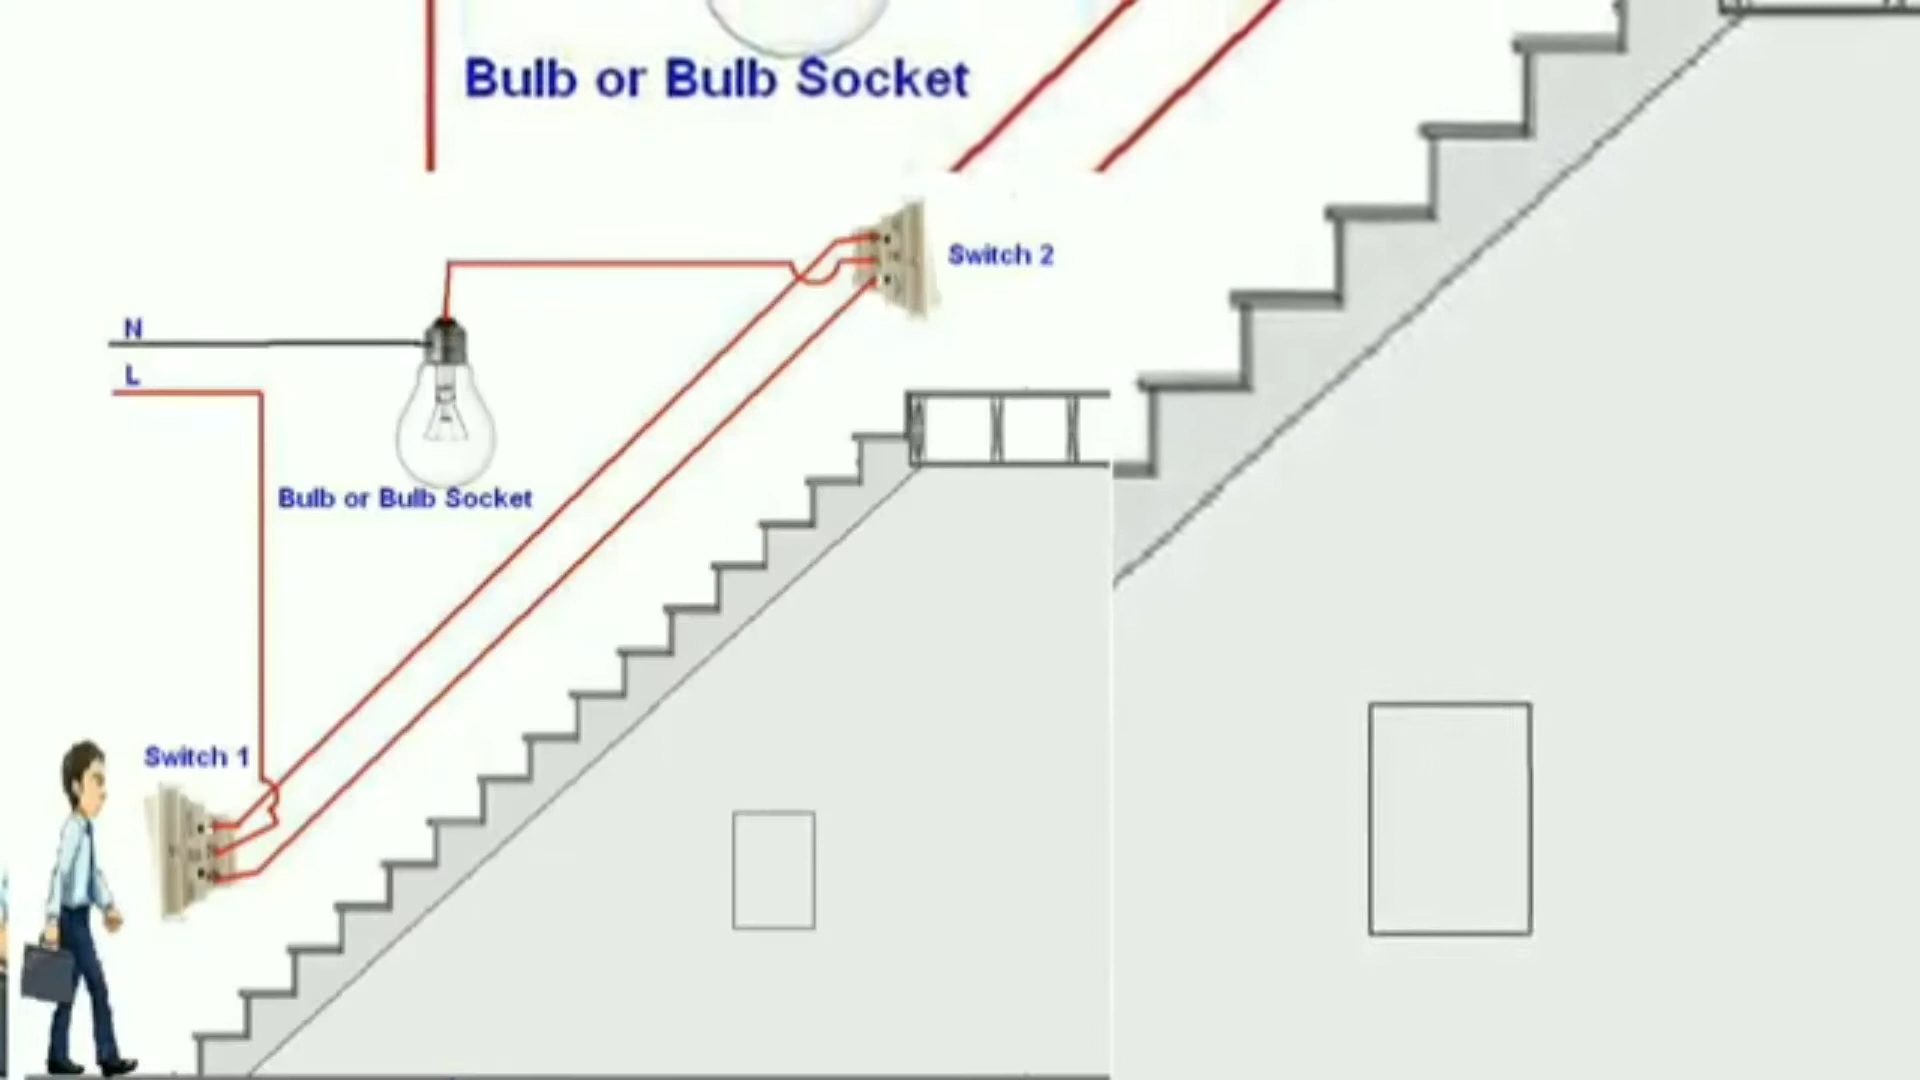 Bulb or Bulb Socket
Switch 2
N
L
Bulb or Bulb Socket
Switch 1